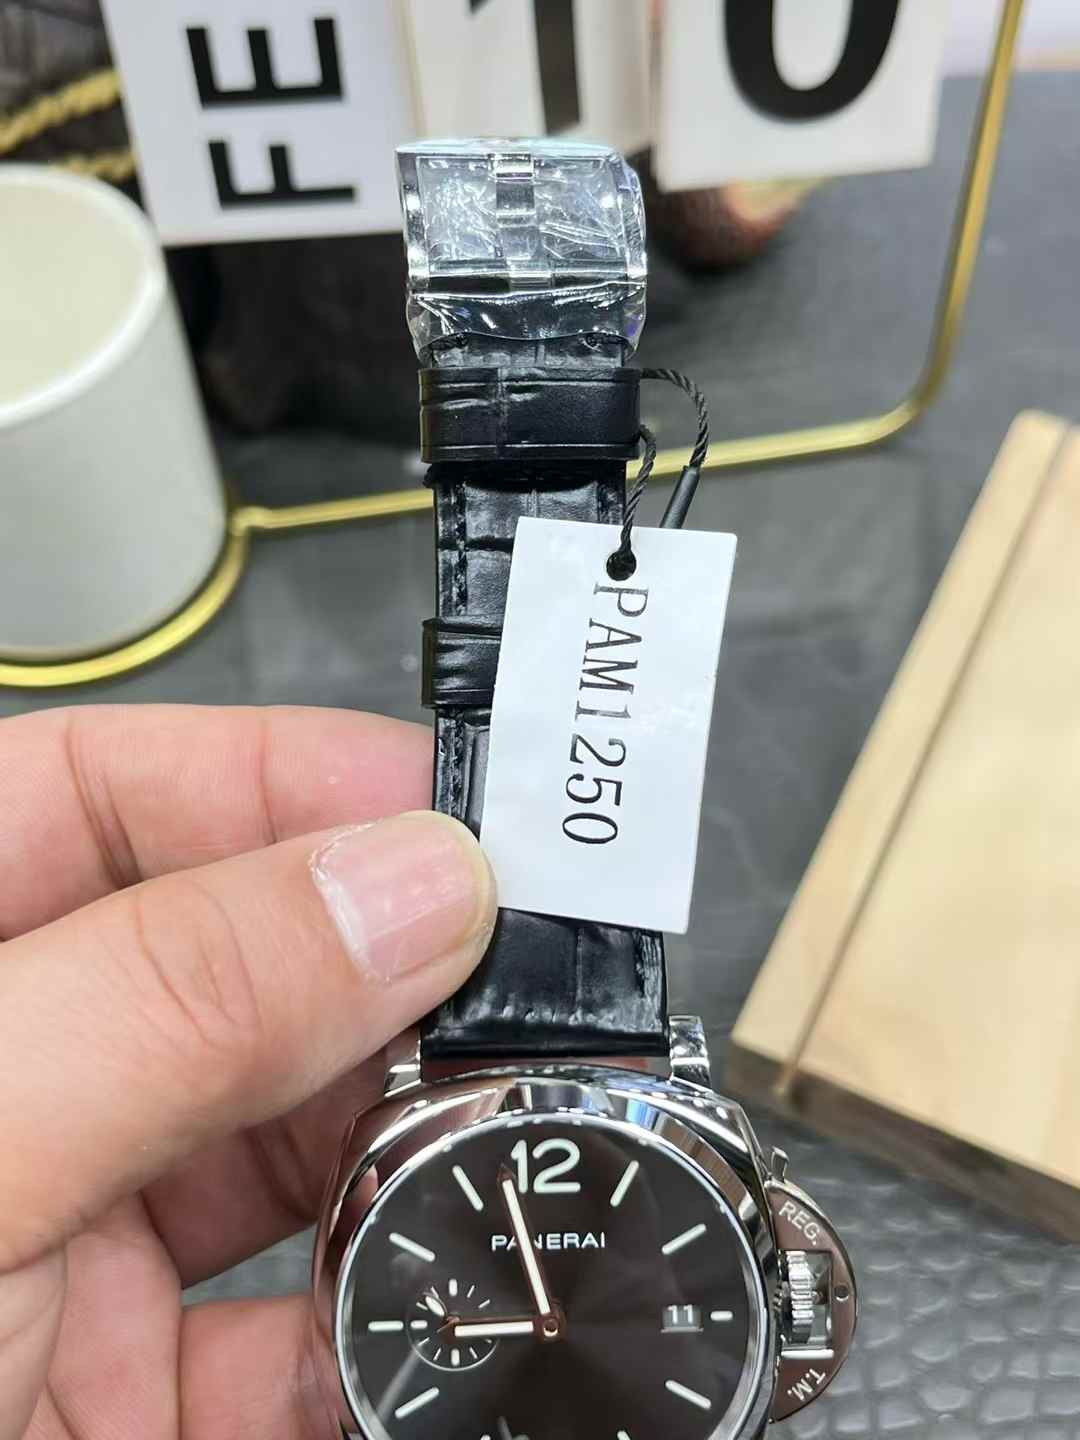 FE
10
PAM1250
12
PANERAI
11
REG.
T.M.